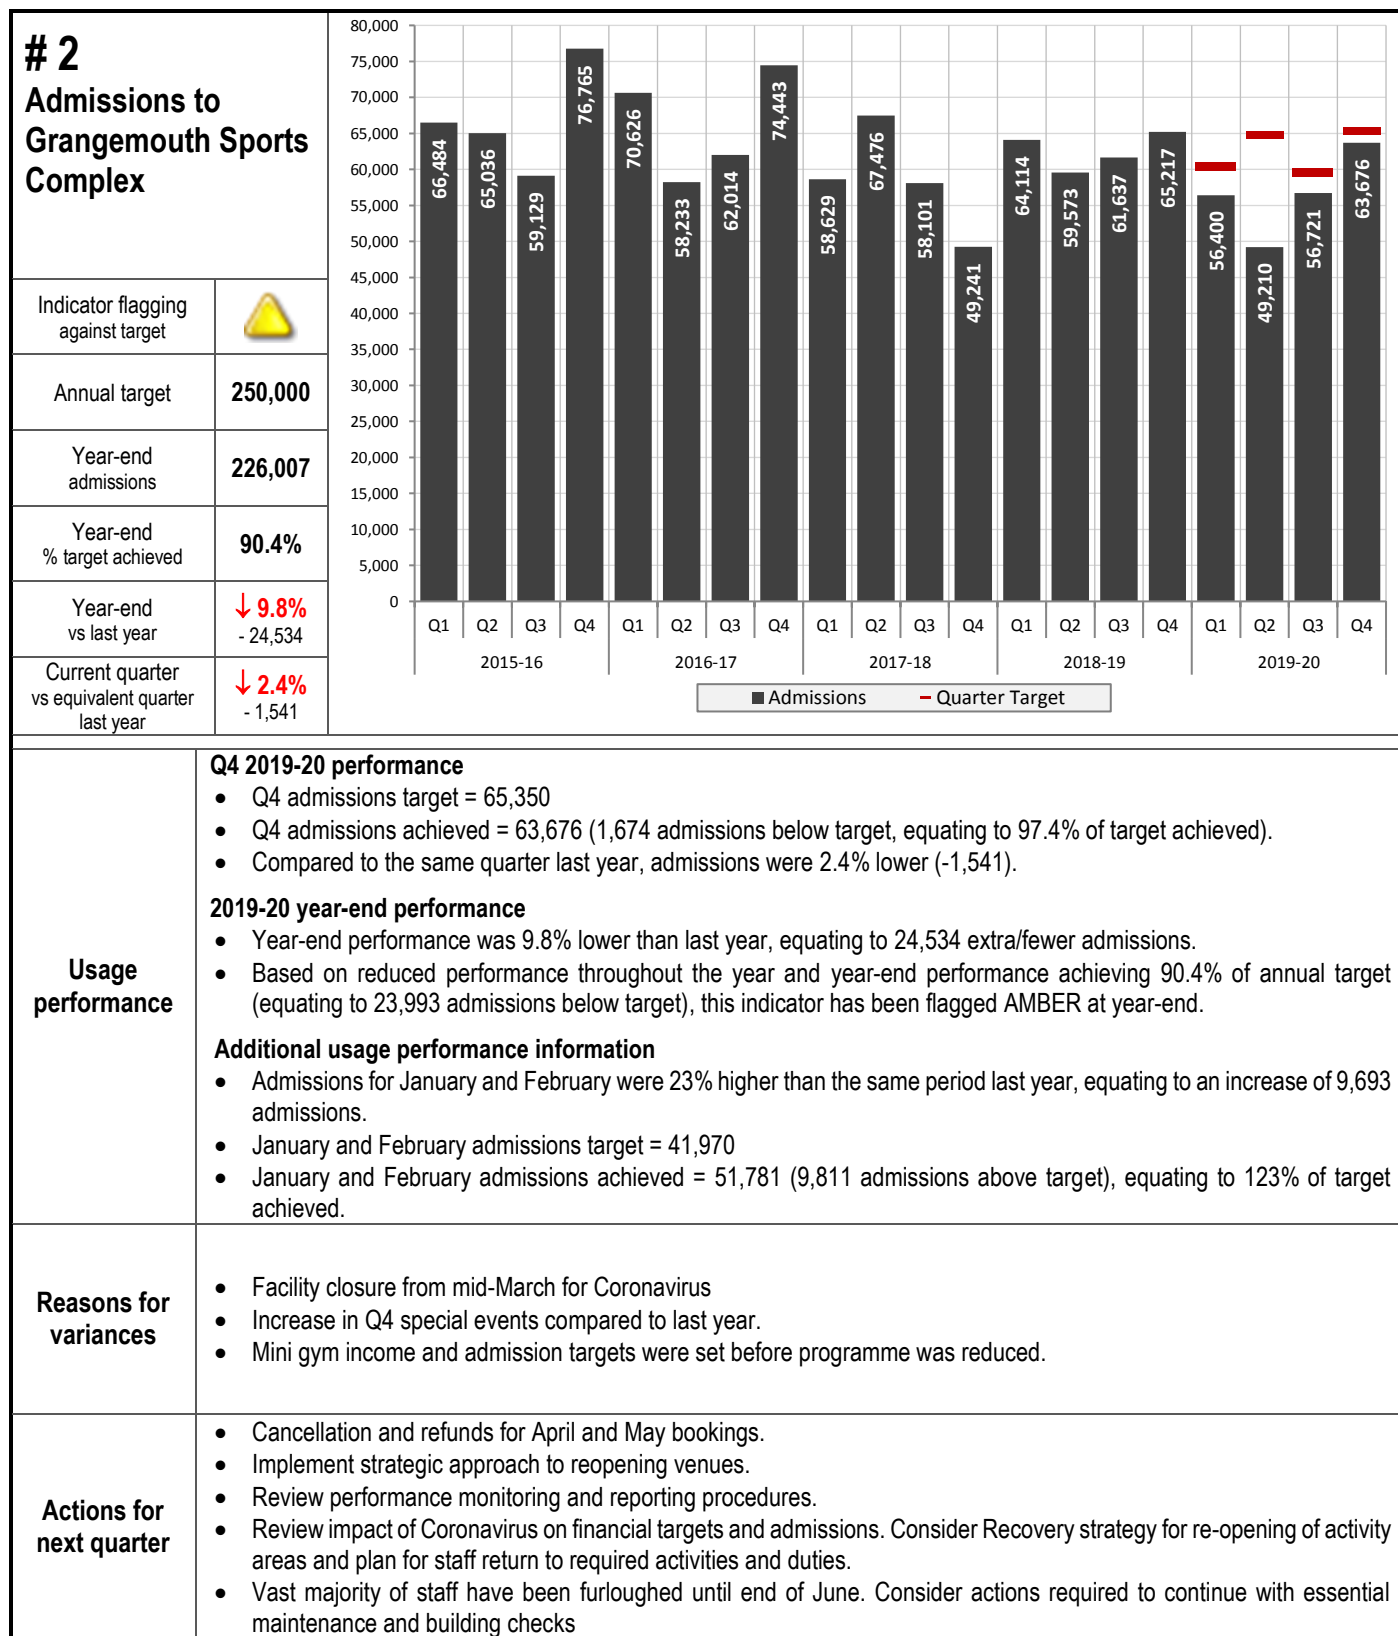 # 2
Admissions to
Grangemouth Sports
Complex
Indicator flagging
against target
Annual target
250,000
Year-end
admissions
226,007
Year-end
% target achieved
90.4%
Year-end
vs last year
↓ 9.8%
- 24,534
Current quarter
vs equivalent quarter
last year
↓ 2.4%
- 1,541
80,000
75,000
70,000
65,000
60,000
55,000
50,000
45,000
40,000
35,000
30,000
25,000
20,000
15,000
10,000
5,000
0
66,484
65,036
59,129
76,765
70,626
58,233
62,014
74,443
58,629
67,476
58,101
49,241
64,114
59,573
61,637
65,217
56,400
49,210
56,721
63,676
Q1 Q2 Q3 Q4 Q1 Q2 Q3 Q4 Q1 Q2 Q3 Q4 Q1 Q2 Q3 Q4 Q1 Q2 Q3 Q4
2015-16 2016-17 2017-18 2018-19 2019-20
Admissions Quarter Target
Usage
performance
Q4 2019-20 performance
• Q4 admissions target = 65,350
• Q4 admissions achieved = 63,676 (1,674 admissions below target, equating to 97.4% of target achieved).
• Compared to the same quarter last year, admissions were 2.4% lower (-1,541).
2019-20 year-end performance
• Year-end performance was 9.8% lower than last year, equating to 24,534 extra/fewer admissions.
• Based on reduced performance throughout the year and year-end performance achieving 90.4% of annual target
(equating to 23,993 admissions below target), this indicator has been flagged AMBER at year-end.
Additional usage performance information
• Admissions for January and February were 23% higher than the same period last year, equating to an increase of 9,693
admissions.
• January and February admissions target = 41,970
• January and February admissions achieved = 51,781 (9,811 admissions above target), equating to 123% of target
achieved.
Reasons for
variances
• Facility closure from mid-March for Coronavirus
• Increase in Q4 special events compared to last year.
• Mini gym income and admission targets were set before programme was reduced.
Actions for
next quarter
• Cancellation and refunds for April and May bookings.
• Implement strategic approach to reopening venues.
• Review performance monitoring and reporting procedures.
• Review impact of Coronavirus on financial targets and admissions. Consider Recovery strategy for re-opening of activity
areas and plan for staff return to required activities and duties.
• Vast majority of staff have been furloughed until end of June. Consider actions required to continue with essential
maintenance and building checks